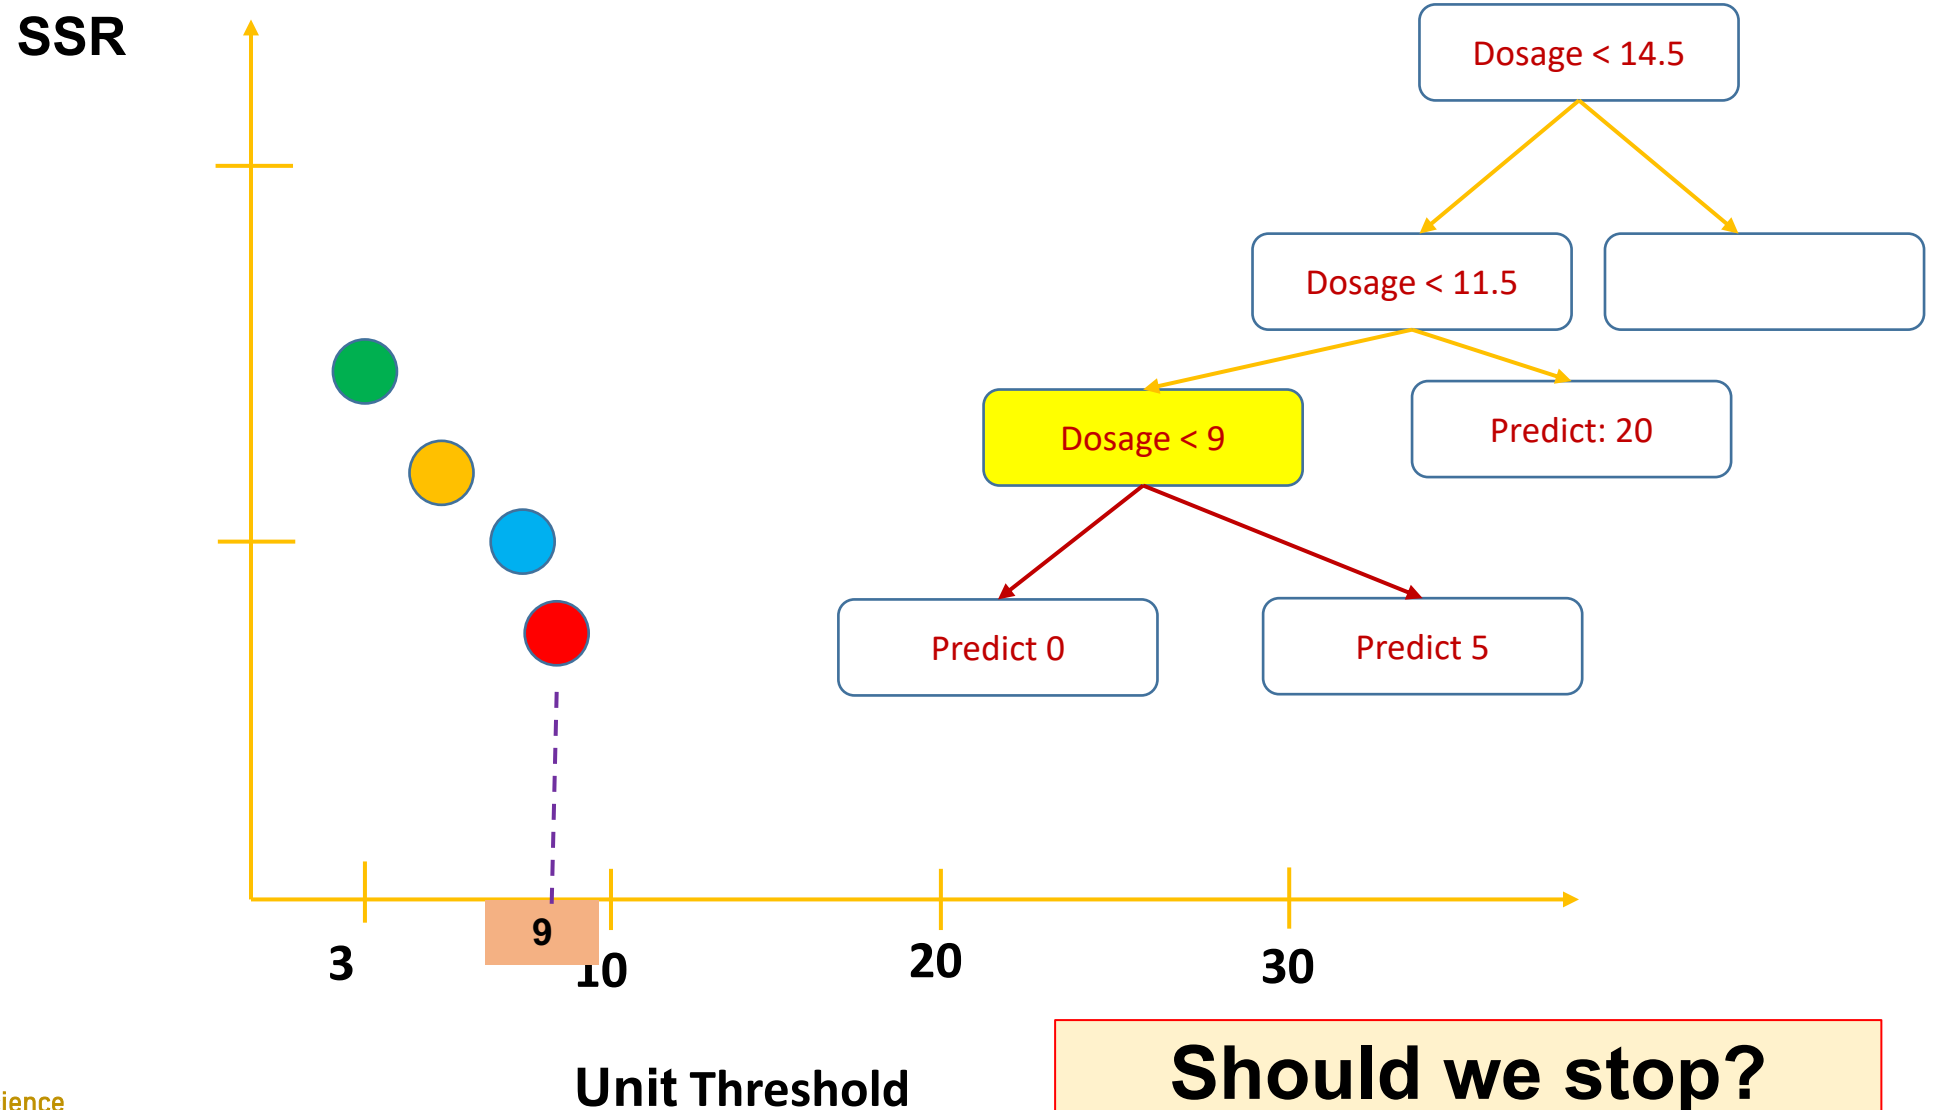 SSR
Dosage < 14.5
Dosage < 11.5
Dosage < 9
Predict: 20
Predict 0
Predict 5
9
3
10
20
30
Unit Threshold
Should we stop?